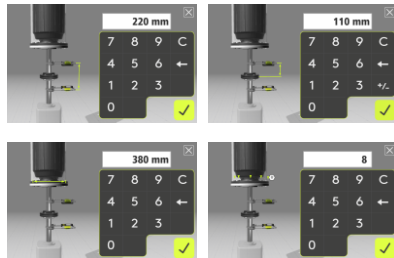 220 mm
7 8 9 C
4 5 6 ←
1 2 3
0 ✓
110 mm
7 8 9 C
4 5 6 ←
1 2 3 +/-
0 ✓
380 mm
7 8 9 C
4 5 6 ←
1 2 3
0 ✓
8
7 8 9 C
4 5 6 ←
1 2 3
0 ✓